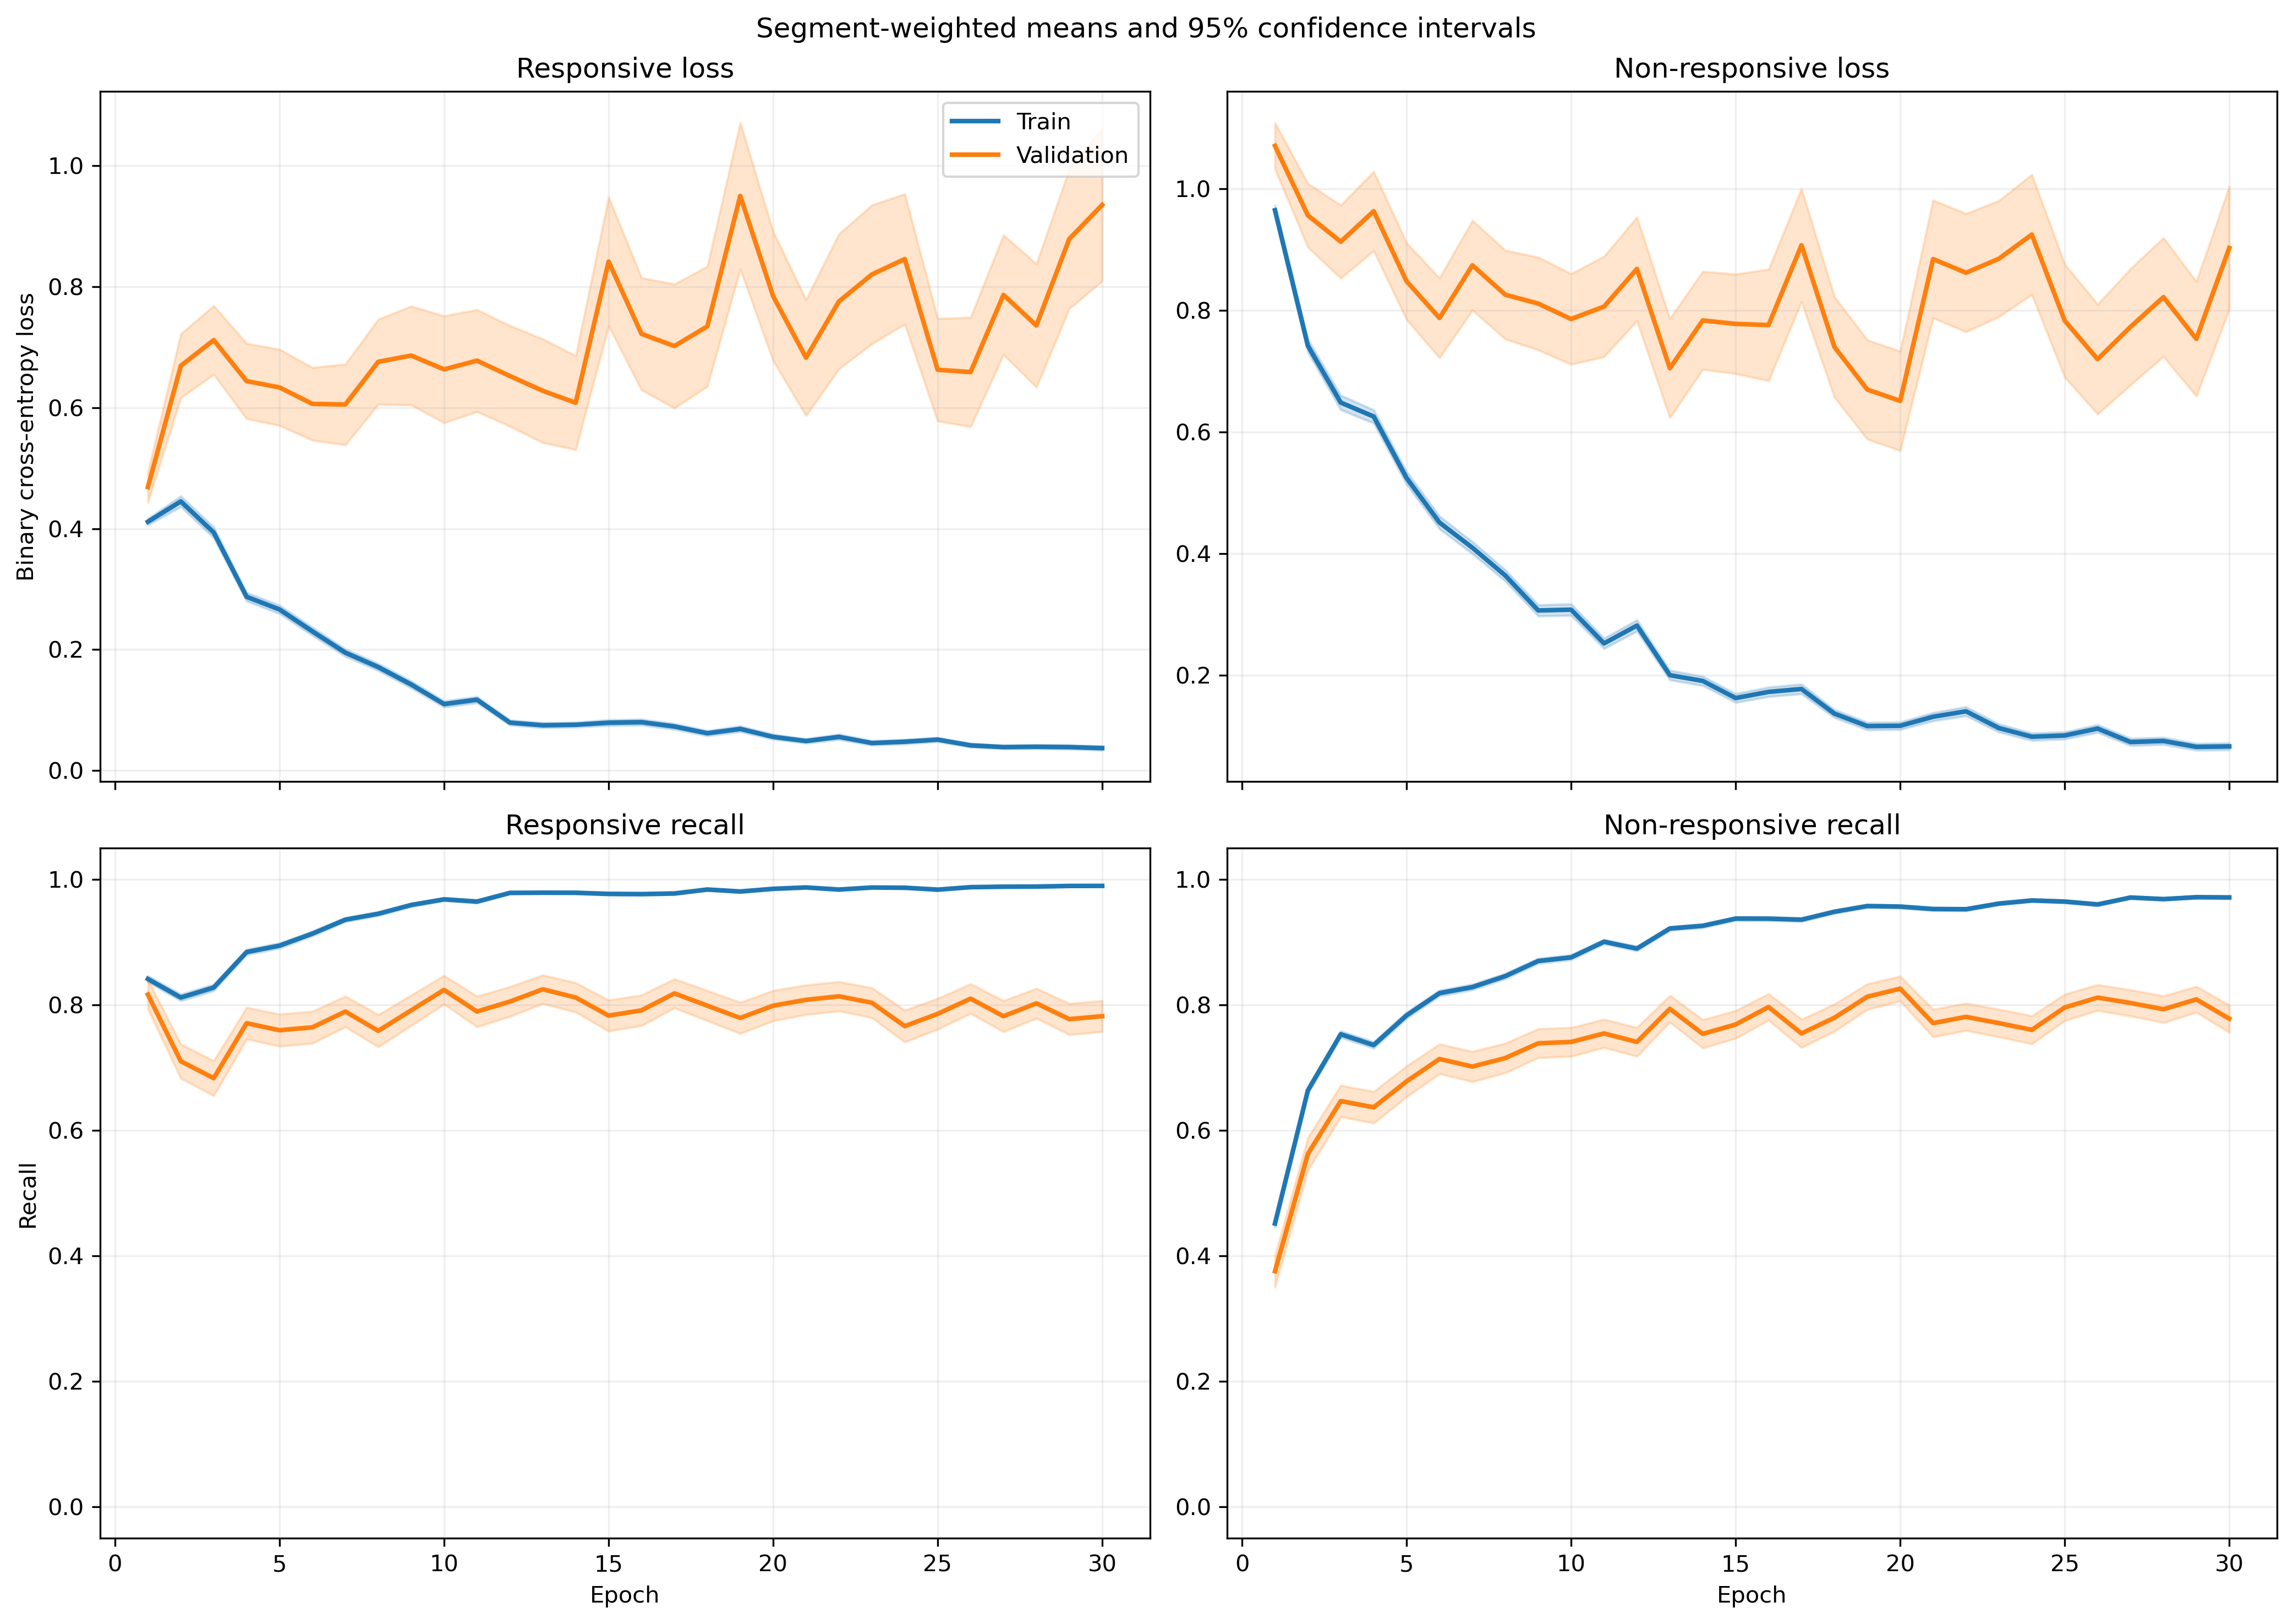 Segment-weighted means and 95% confidence intervals
Responsive loss
Non-responsive loss
Train
Validation
Binary cross-entropy loss
1.0
0.8
0.6
0.4
0.2
0.0
1.0
0.8
0.6
0.4
0.2
Responsive recall
Non-responsive recall
Recall
1.0
0.8
0.6
0.4
0.2
0.0
0 5 10 15 20 25 30
Epoch
1.0
0.8
0.6
0.4
0.2
0.0
0 5 10 15 20 25 30
Epoch